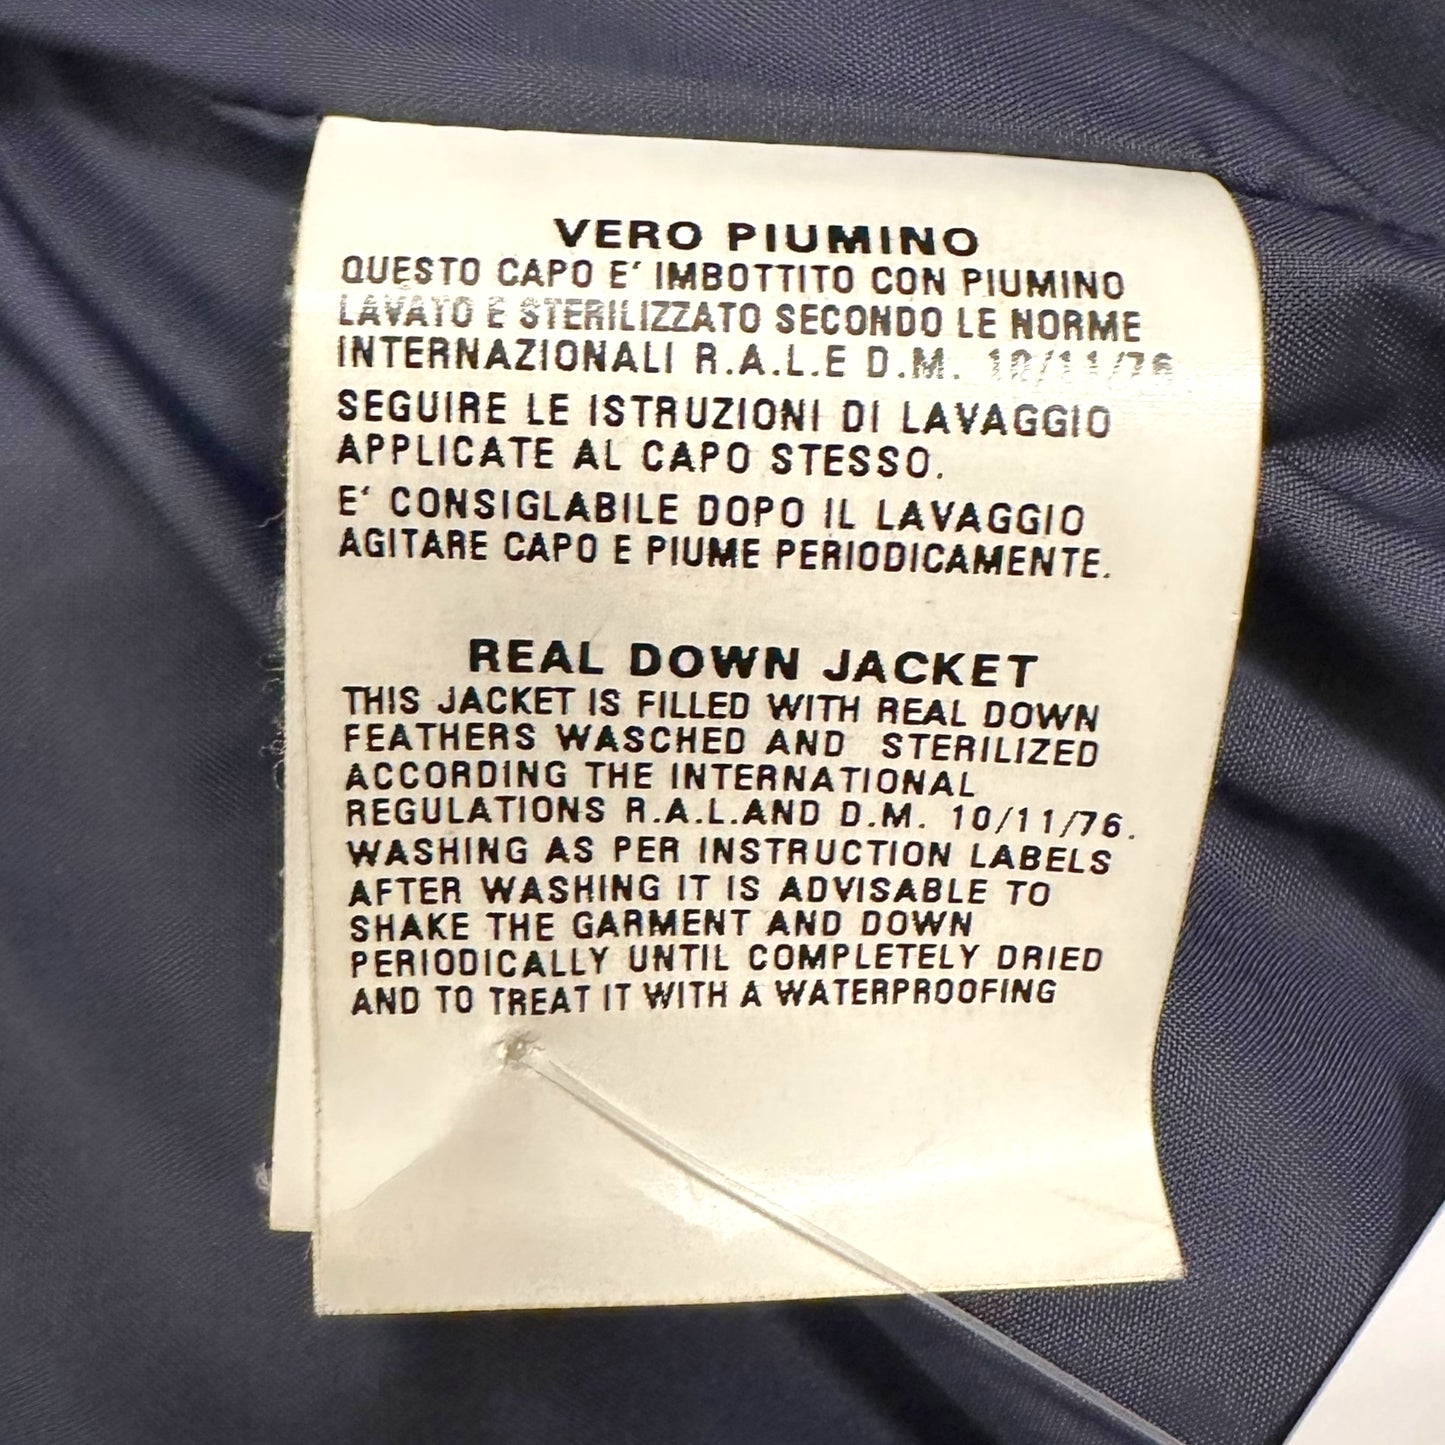 VERO PIUMINO
QUESTO CAPO E' IMBOTTITO CON PIUMINO
LAVATO E STERILIZZATO SECONDO LE NORME
INTERNAZIONALI R.A.L.E D.M. 10/11/76
SEGUIRE LE ISTRUZIONI DI LAVAGGIO
APPLICATE AL CAPO STESSO.
E' CONSIGLABILE DOPO IL LAVAGGIO
AGITARE CAPO E PIUME PERIODICAMENTE.
REAL DOWN JACKET
THIS JACKET IS FILLED WITH REAL DOWN
FEATHERS WASCHED AND STERILIZED
ACCORDING THE INTERNATIONAL
REGULATIONS R.A.L.AND D.M. 10/11/76.
WASHING AS PER INSTRUCTION LABELS
AFTER WASHING IT IS ADVISABLE TO
SHAKE THE GARMENT AND DOWN
PERIODICALLY UNTIL COMPLETELY DRIED
AND TO TREAT IT WITH A WATERPROOFING